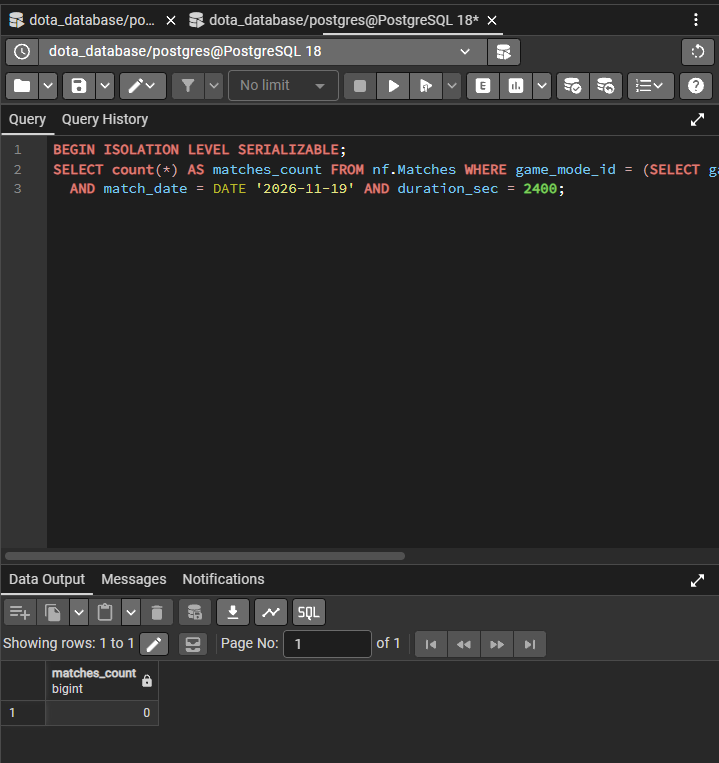 dota_database/po...
dota_database/postgres@PostgreSQL 18*
dota_database/postgres@PostgreSQL 18
No limit
E
Query
Query History
1 BEGIN ISOLATION LEVEL SERIALIZABLE;
2 SELECT count(*) AS matches_count FROM nf.Matches WHERE game_mode_id = (SELECT g
3 AND match_date = DATE '2026-11-19' AND duration_sec = 2400;
Data Output
Messages
Notifications
SQL
Showing rows: 1 to 1
Page No: 1 of 1
matches_count
bigint
1 0